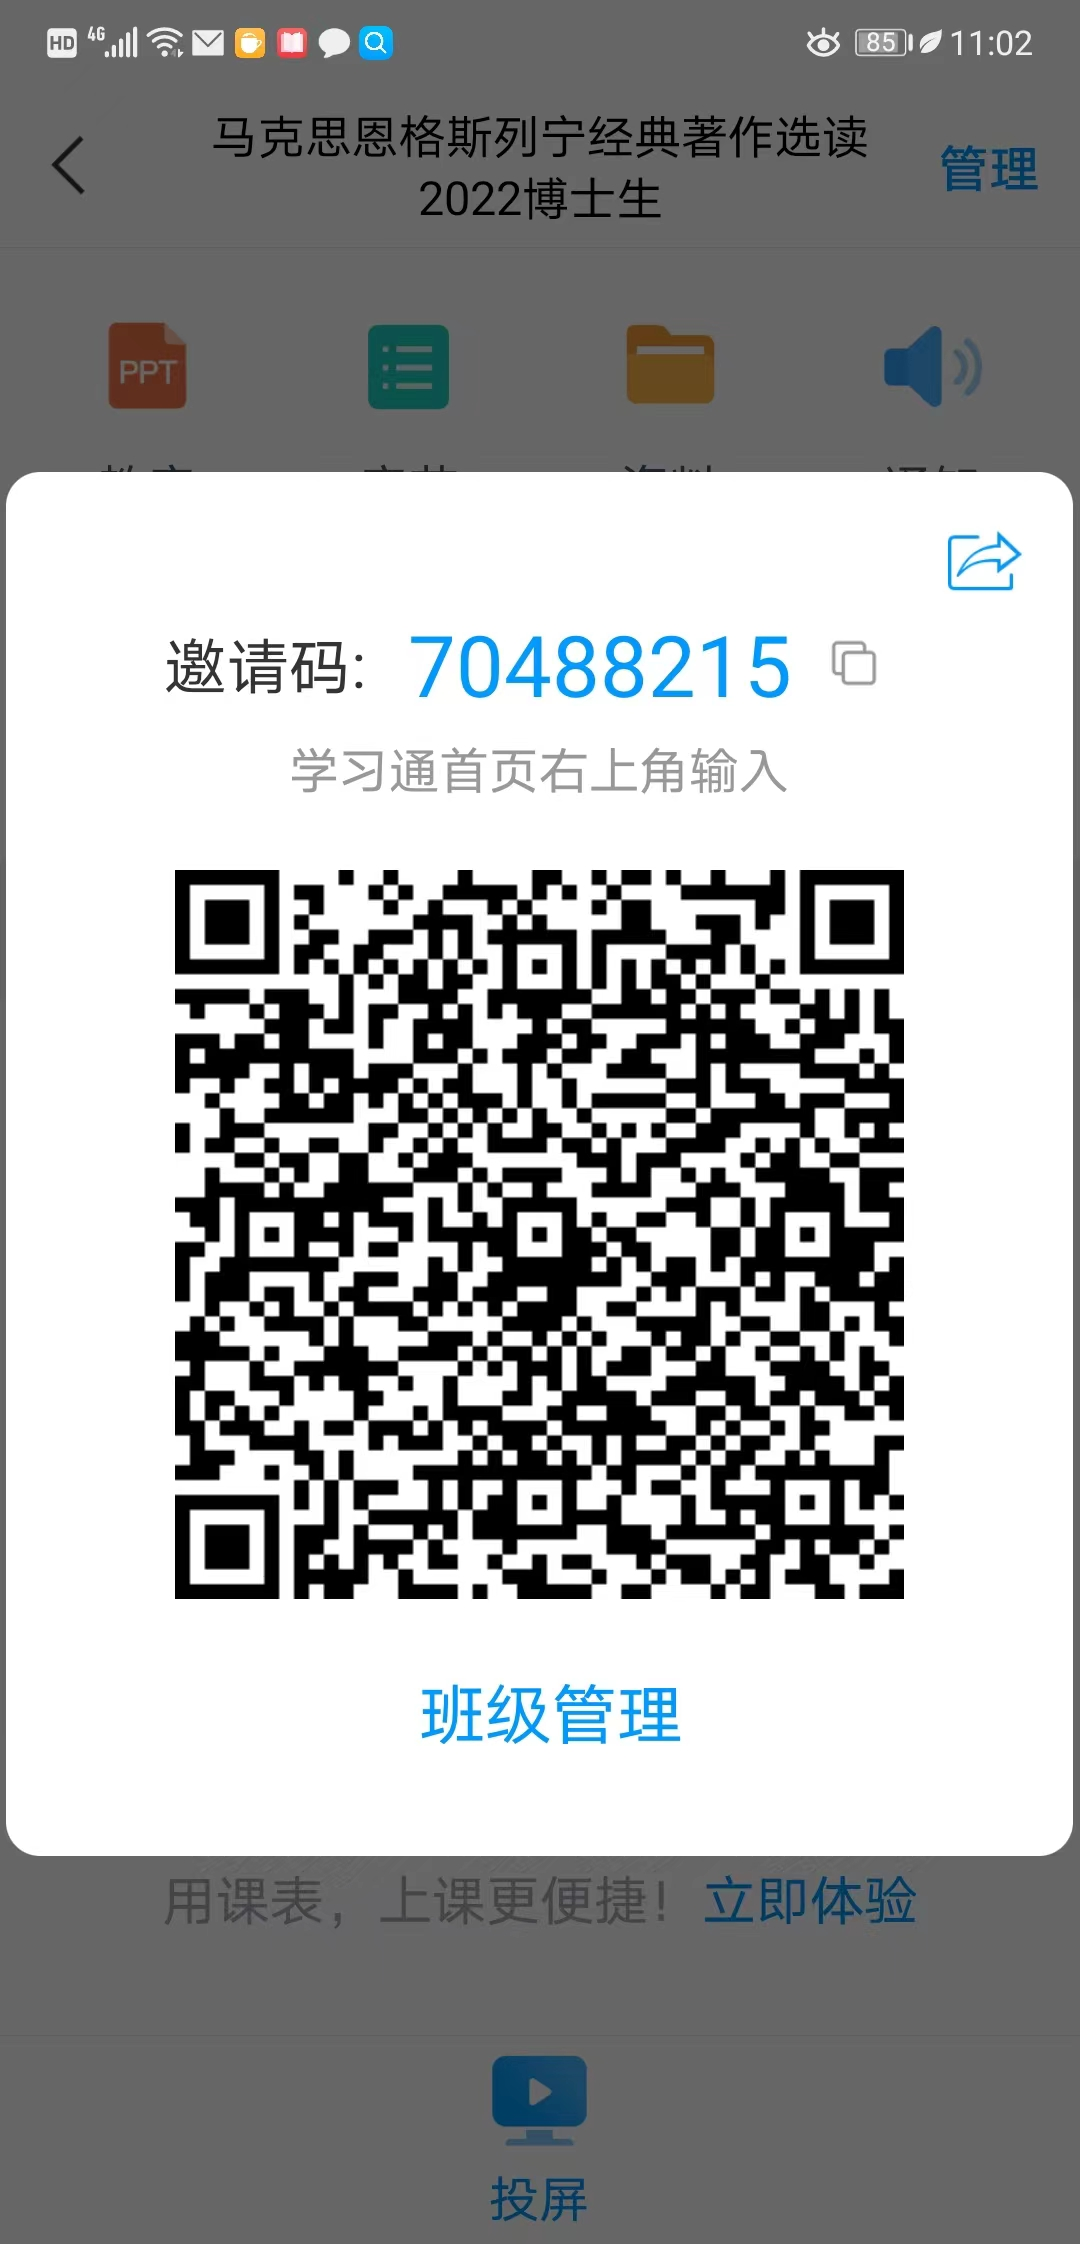 HD 4G 85 11:02
马克思恩格斯列宁经典著作选读
2022博士生
管理
PPT
邀请码: 70488215
学习通首页右上角输入
班级管理
用课表，上课更便捷！ 立即体验
投屏